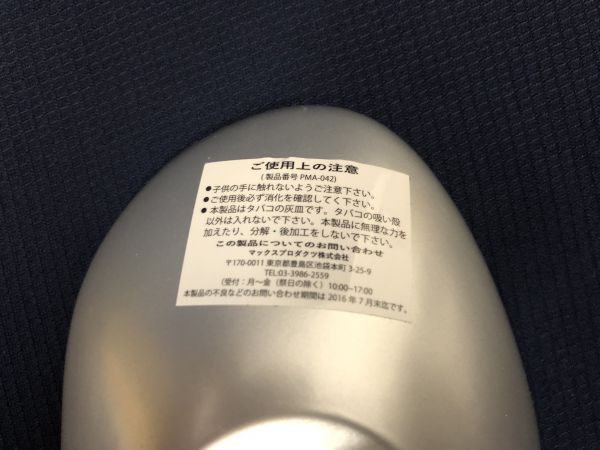 ご使用上の注意
(製品番号 PMA-042)
●子供の手に触れないようご注意下さい。
●ご使用後必ず消化を確認してく下さい。
●本製品はタバコの灰皿です。タバコの吸い殻
以外は入れないで下さい。本製品に無理な力を
加えたり、分解・後加工をしないで下さい。
この製品についてのお問い合わせ
マックスプロダクツ株式会社
〒170-0011 東京都豊島区池袋本町 3-25-9
TEL:03-3986-2559
(受付：月～金（祭日の除く）10:00~17:00
本製品の不良などのお問い合わせ期間は 2016 年 7 月末迄です。